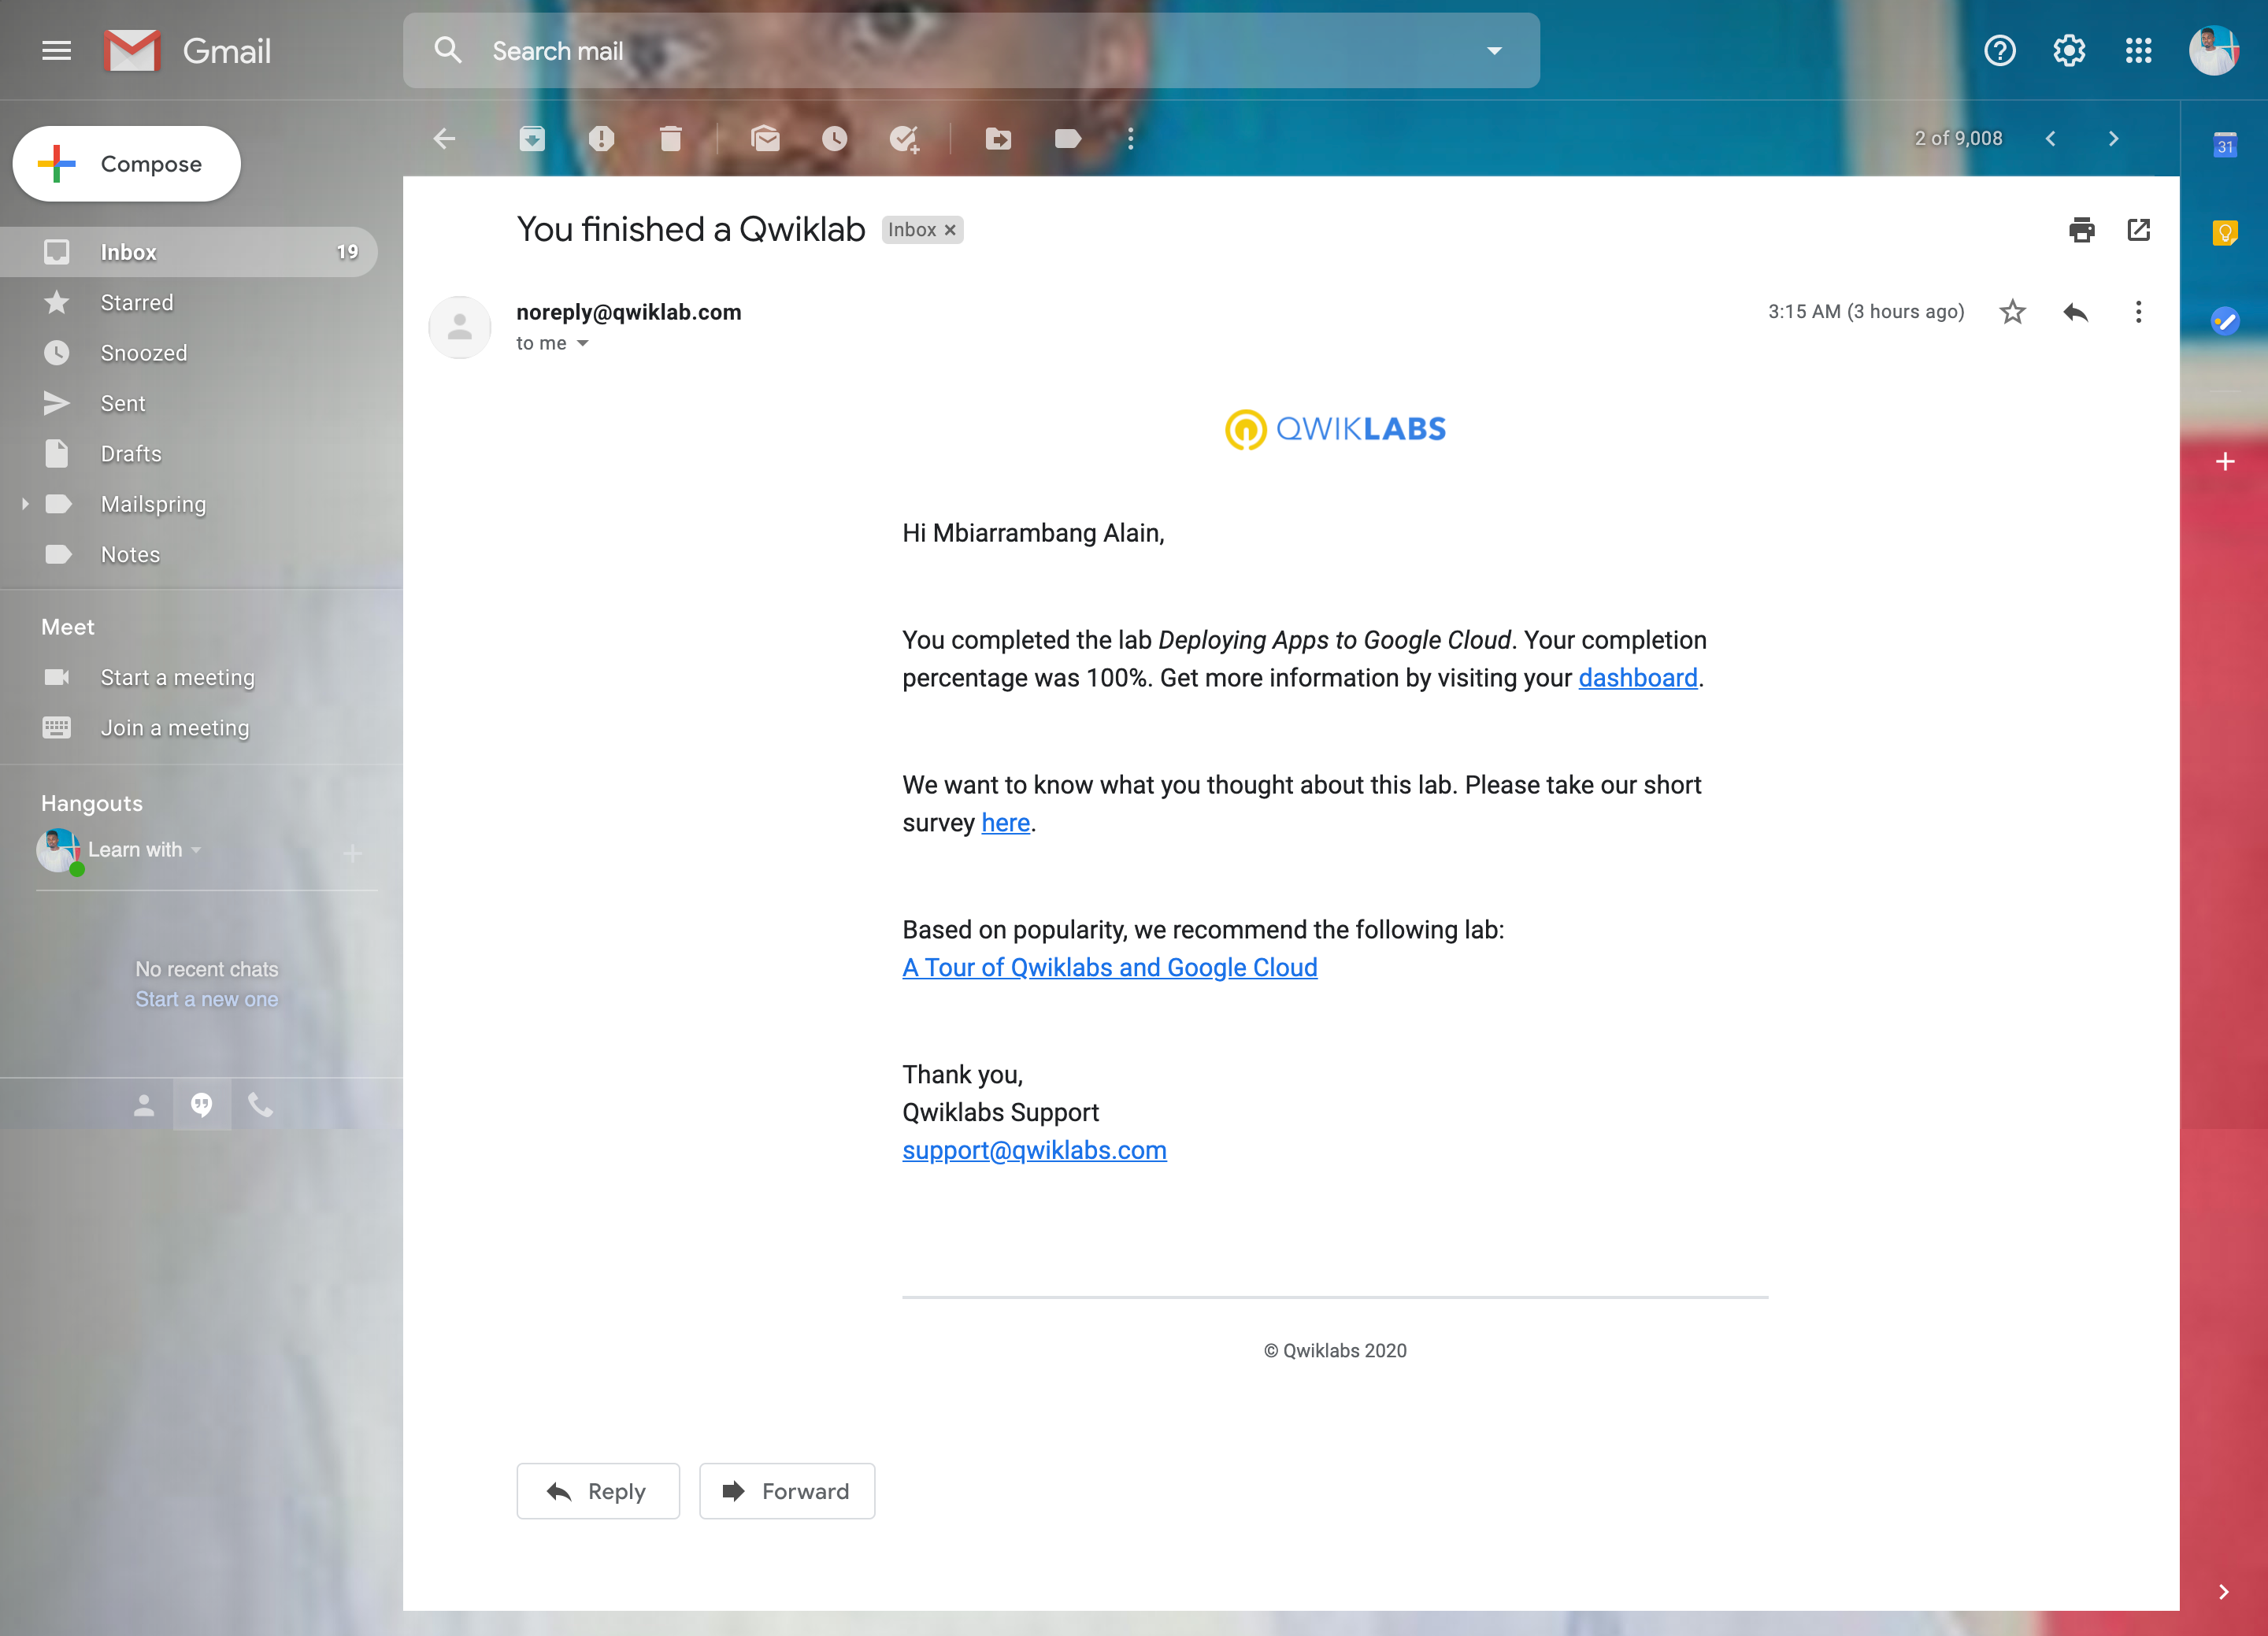 Gmail
Search mail
Compose
2 of 9,008
Inbox 19
Starred
Snoozed
Sent
Drafts
Mailspring
Notes
Meet
Start a meeting
Join a meeting
Hangouts
Learn with
No recent chats
Start a new one
You finished a Qwiklab Inbox ×
noreply@qwiklab.com
to me
3:15 AM (3 hours ago)
QWIKLABS
Hi Mbiarrambang Alain,
You completed the lab Deploying Apps to Google Cloud. Your completion
percentage was 100%. Get more information by visiting your dashboard.
We want to know what you thought about this lab. Please take our short
survey here.
Based on popularity, we recommend the following lab:
A Tour of Qwiklabs and Google Cloud
Thank you,
Qwiklabs Support
support@qwiklabs.com
© Qwiklabs 2020
Reply Forward
31